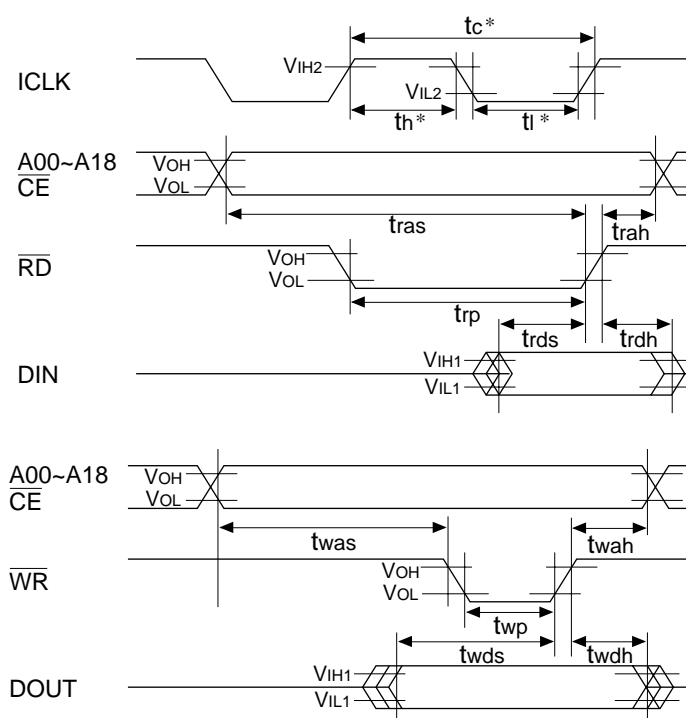 tc*
ICLK
VIH2
VIL2
th*
tl*
A00~A18
CE
VOH
VOL
tras
trah
RD
VOH
VOL
trp
trds
trdh
DIN
VIH1
VIL1
A00~A18
CE
VOH
VOL
twas
twah
WR
VOH
VOL
twp
twds
twdh
DOUT
VIH1
VIL1